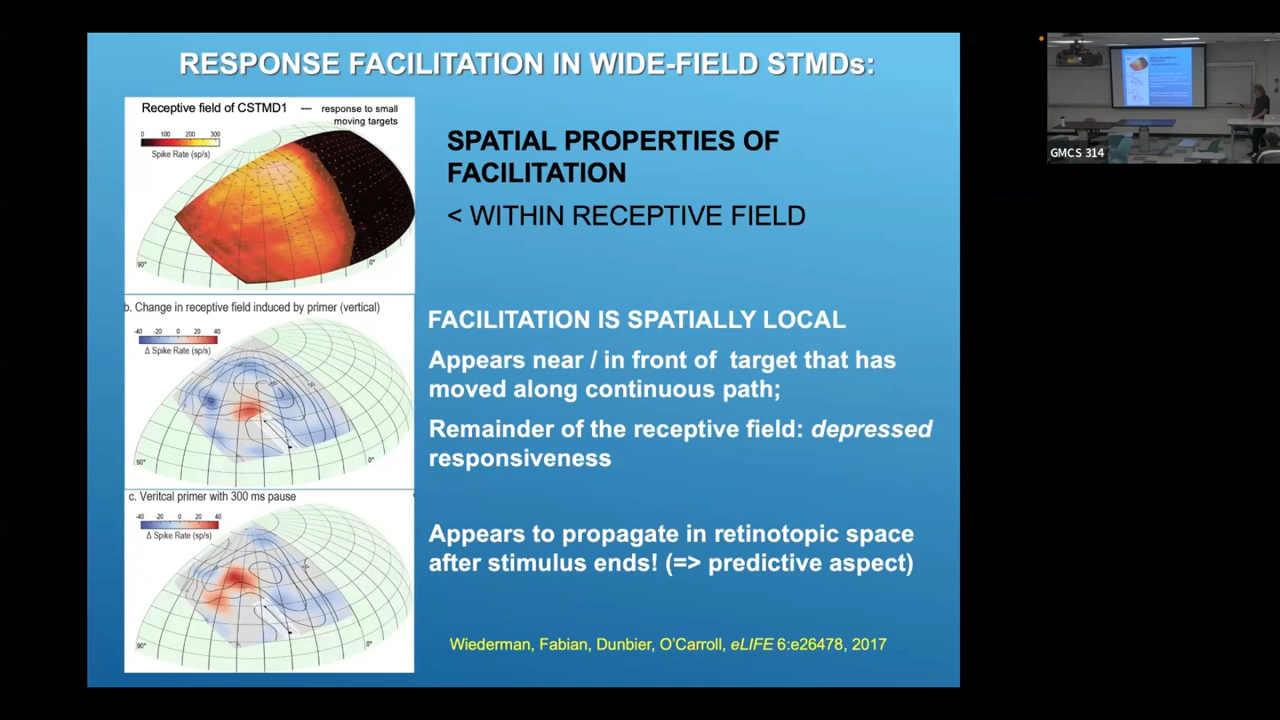 RESPONSE FACILITATION IN WIDE-FIELD STMDs:
Receptive field of CSTMD1
response to small
moving targets
0 100 200 300
Spike Rate (sp/s)
90°
0°
SPATIAL PROPERTIES OF
FACILITATION
< WITHIN RECEPTIVE FIELD
b. Change in receptive field induced by primer (vertical)
-40 -20 0 20 40
Δ Spike Rate (sp/s)
90°
0°
FACILITATION IS SPATIALLY LOCAL
Appears near / in front of target that has
moved along continuous path;
Remainder of the receptive field: depressed
responsiveness
c. Veritcal primer with 300 ms pause
-40 -20 0 20 40
Δ Spike Rate (sp/s)
90°
0°
Appears to propagate in retinotopic space
after stimulus ends! (=> predictive aspect)
Wiederman, Fabian, Dunbier, O'Carroll, eLIFE 6:e26478, 2017
GMCS 314